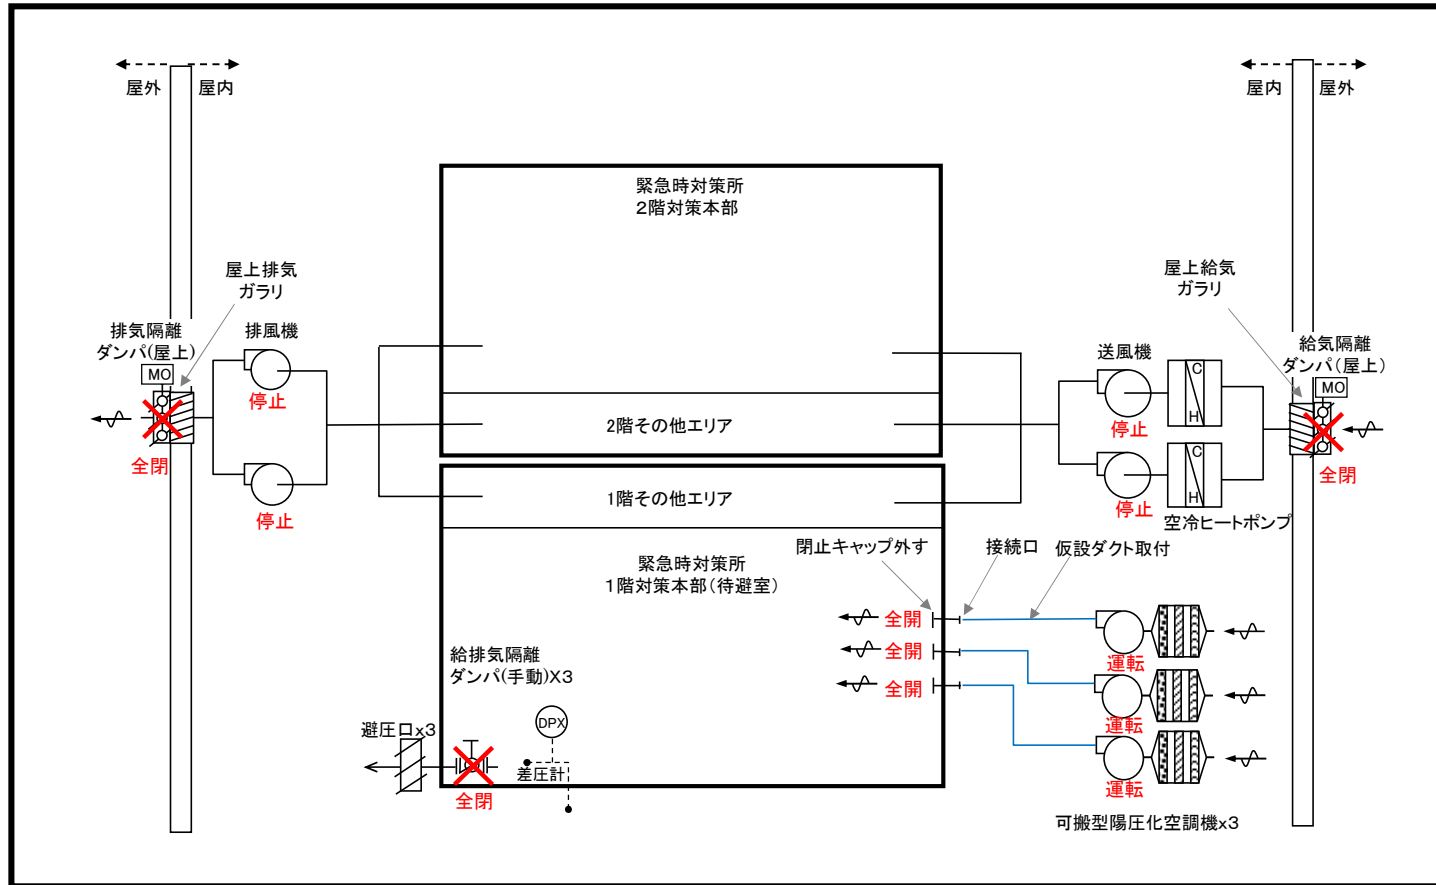 屋外
屋内
屋内
屋外
緊急時対策所
2階対策本部
屋上排気
ガラリ
屋上給気
ガラリ
排気隔離
ダンパ(屋上)
MO
排風機
停止
全閉
停止
送風機
停止
停止
C
H
C
H
空冷ヒートポンプ
給気隔離
ダンパ(屋上)
MO
全閉
2階その他エリア
1階その他エリア
緊急時対策所
1階対策本部(待避室)
閉止キャップ外す
接続口
仮設ダクト取付
全開
全開
全開
運転
運転
運転
可搬型陽圧化空調機x3
給排気隔離
ダンパ(手動)X3
避圧口x3
DPX
差圧計
全閉